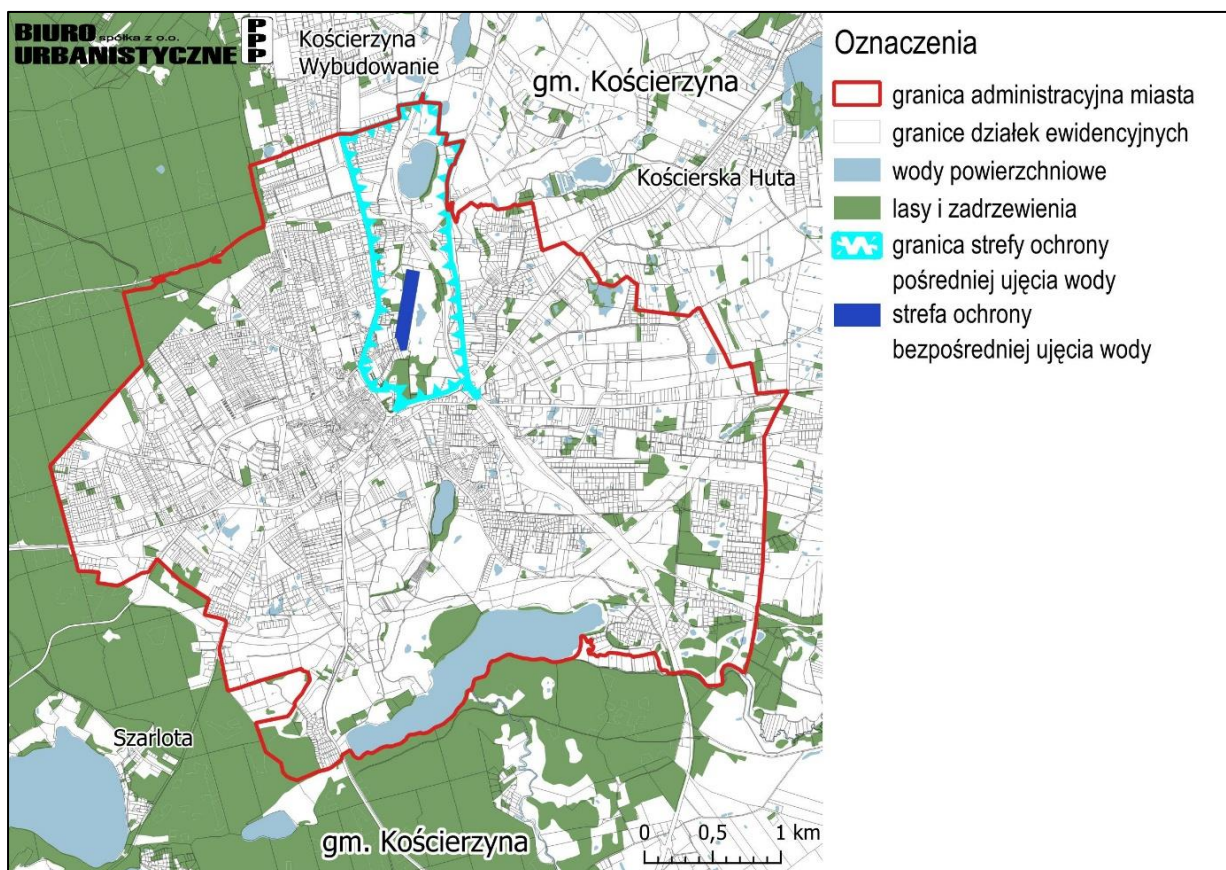 BIURO spółka z o.o.
URBANISTYCZNE
PPP
Kościerzyna
Wybudowanie
gm. Kościerzyna
Kościerska Huta
Szarlota
gm. Kościerzyna
0 0,5 1 km
Oznaczenia
granica administracyjna miasta
granice działek ewidencyjnych
wody powierzchniowe
lasy i zadrzewienia
granica strefy ochrony
pośredniej ujęcia wody
strefa ochrony
bezpośredniej ujęcia wody